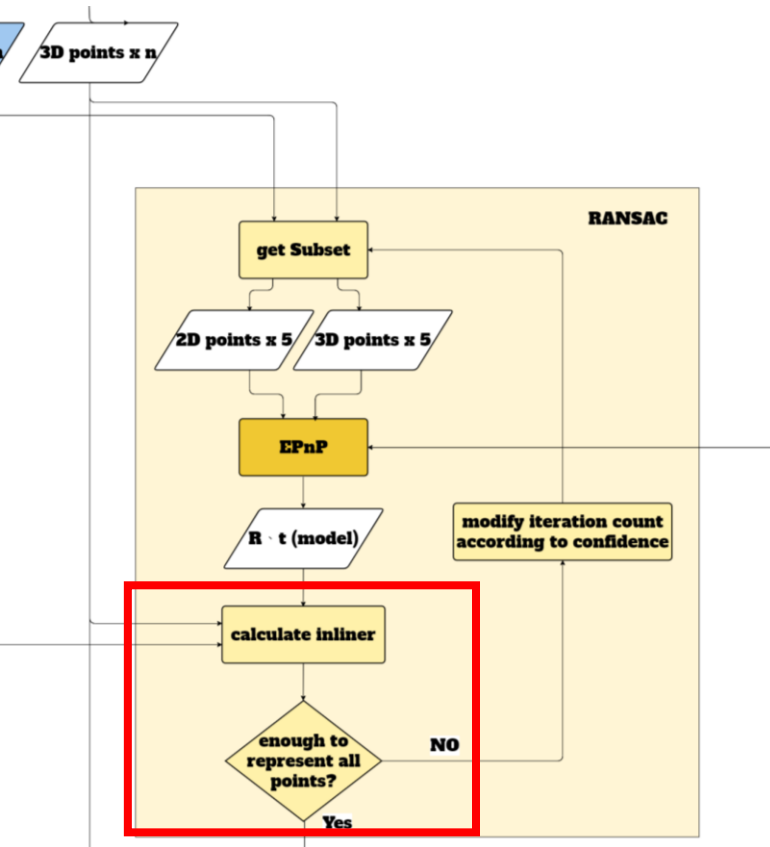 3D points x n
RANSAC
get Subset
2D points x 5
3D points x 5
EPnP
R、t (model)
modify iteration count
according to confidence
calculate inliner
enough to
represent all
points?
NO
Yes